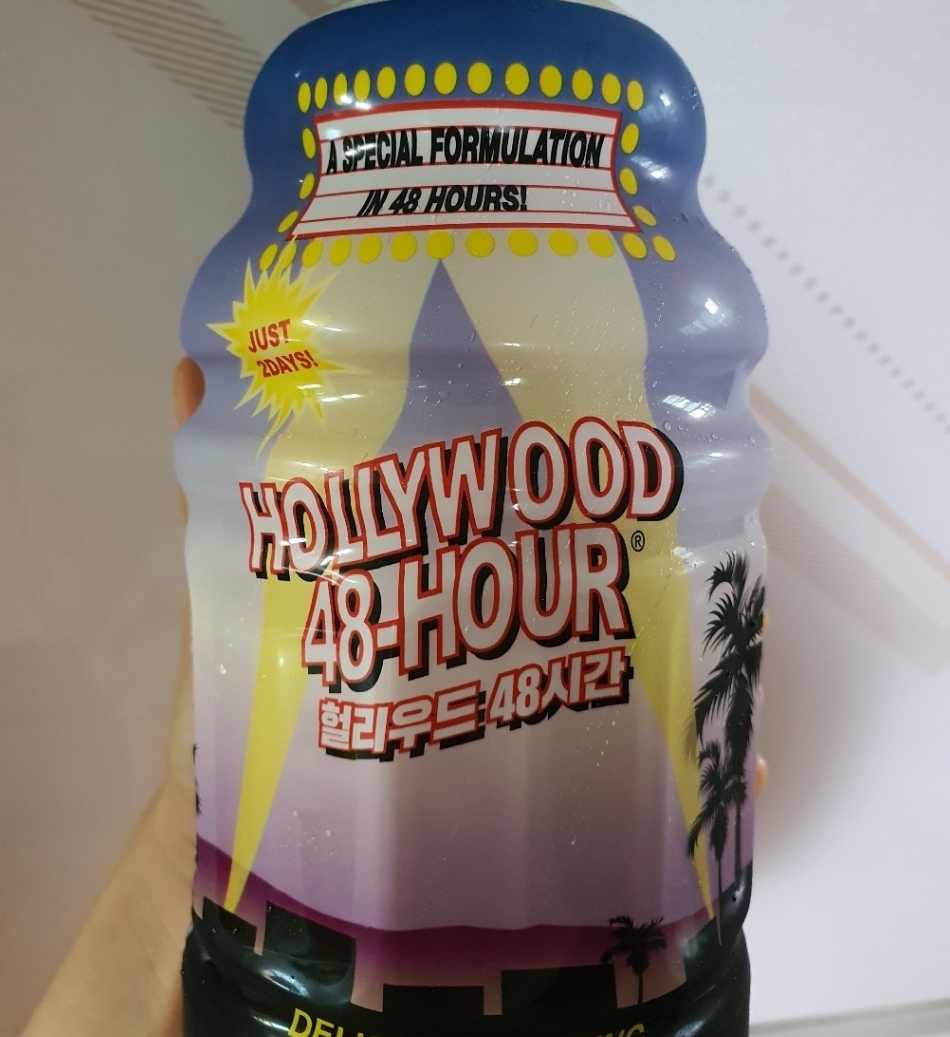 A SPECIAL FORMULATION
IN 48 HOURS!
JUST
2DAYS!
HOLLYWOOD
48-HOUR®
헐리우드 48시간